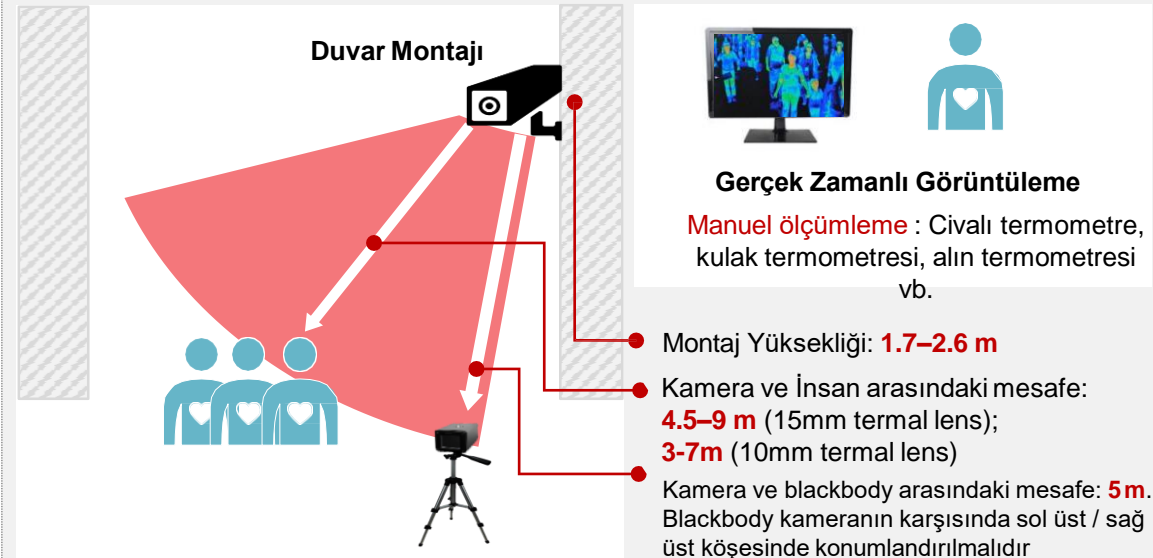 Duvar Montajı
Gerçek Zamanlı Görüntüleme
Manuel ölçümleme : Civalı termometre,
kulak termometresi, alın termometresi
vb.
Montaj Yüksekliği: 1.7–2.6 m
Kamera ve İnsan arasındaki mesafe:
4.5–9 m (15mm termal lens);
3-7m (10mm termal lens)
Kamera ve blackbody arasındaki mesafe: 5 m.
Blackbody kameranın karşısında sol üst / sağ
üst köşesinde konumlandırılmalıdır